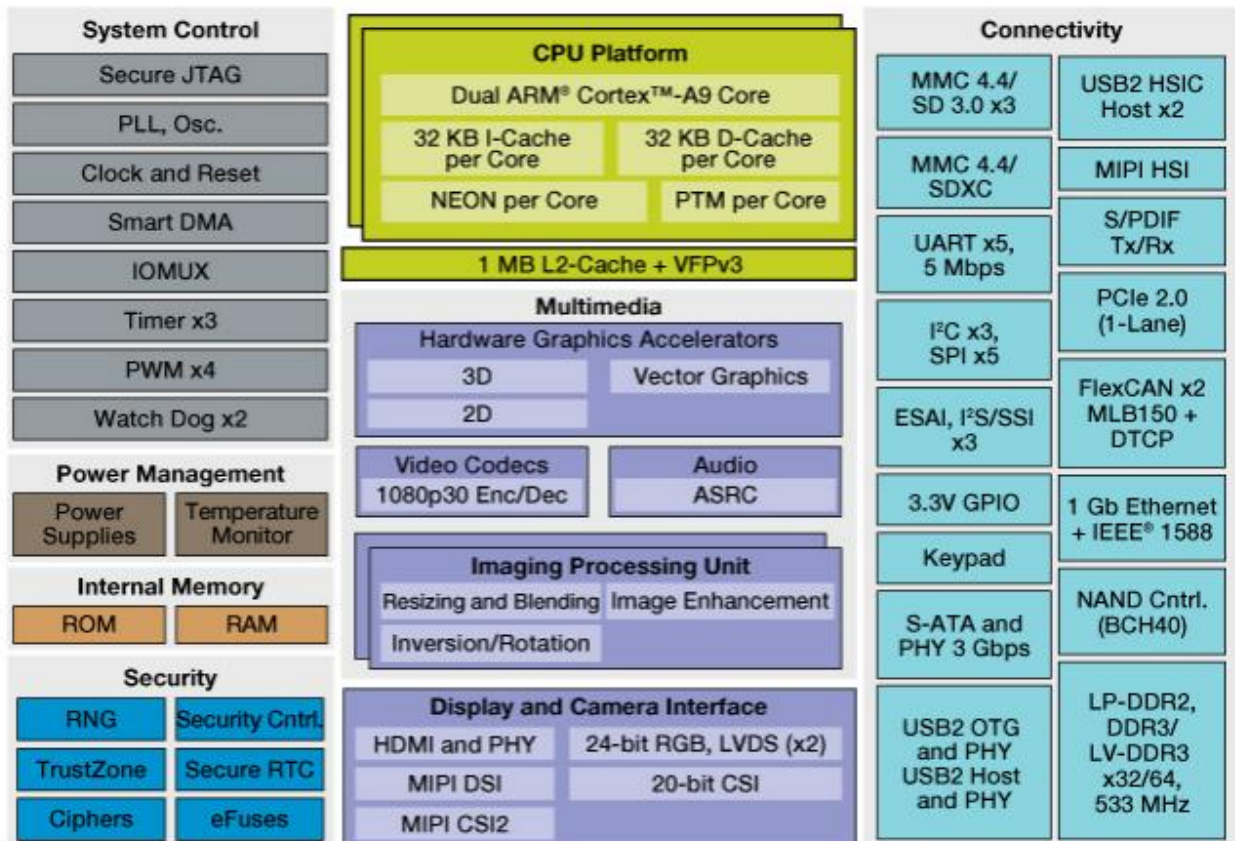 System Control
Secure JTAG
PLL, Osc.
Clock and Reset
Smart DMA
IOMUX
Timer x3
PWM x4
Watch Dog x2
Power Management
Power
Supplies
Temperature
Monitor
Internal Memory
ROM
RAM
Security
RNG
Security Cntrl.
TrustZone
Secure RTC
Ciphers
eFuses
CPU Platform
Dual ARM® Cortex™-A9 Core
32 KB I-Cache
per Core
32 KB D-Cache
per Core
NEON per Core
PTM per Core
1 MB L2-Cache + VFPv3
Multimedia
Hardware Graphics Accelerators
3D
Vector Graphics
2D
Video Codecs
1080p30 Enc/Dec
Audio
ASRC
Imaging Processing Unit
Resizing and Blending
Image Enhancement
Inversion/Rotation
Display and Camera Interface
HDMI and PHY
24-bit RGB, LVDS (x2)
MIPI DSI
20-bit CSI
MIPI CSI2
Connectivity
MMC 4.4/
SD 3.0 x3
MMC 4.4/
SDXC
UART x5,
5 Mbps
I²C x3,
SPI x5
ESAI, I²S/SSI
x3
3.3V GPIO
Keypad
S-ATA and
PHY 3 Gbps
USB2 OTG
and PHY
USB2 Host
and PHY
USB2 HSIC
Host x2
MIPI HSI
S/PDIF
Tx/Rx
PCIe 2.0
(1-Lane)
FlexCAN x2
MLB150 +
DTCP
1 Gb Ethernet
+ IEEE® 1588
NAND Cntrl.
(BCH40)
LP-DDR2,
DDR3/
LV-DDR3
x32/64,
533 MHz